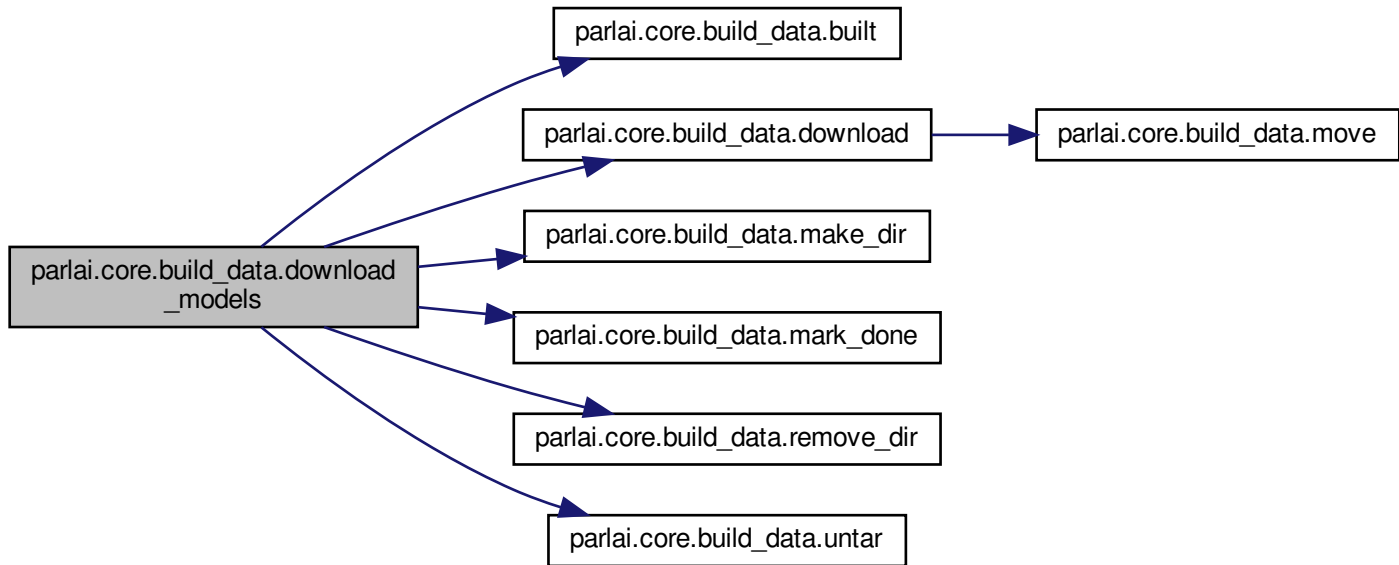 parlai.core.build_data.built
parlai.core.build_data.download
parlai.core.build_data.move
parlai.core.build_data.make_dir
parlai.core.build_data.download
_models
parlai.core.build_data.mark_done
parlai.core.build_data.remove_dir
parlai.core.build_data.untar